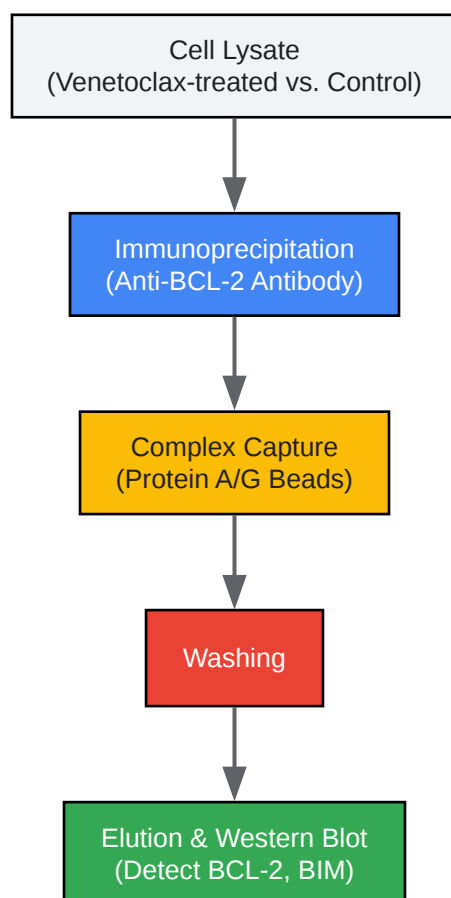 Cell Lysate
(Venetoclax-treated vs. Control)
Immunoprecipitation
(Anti-BCL-2 Antibody)
Complex Capture
(Protein A/G Beads)
Washing
Elution & Western Blot
(Detect BCL-2, BIM)